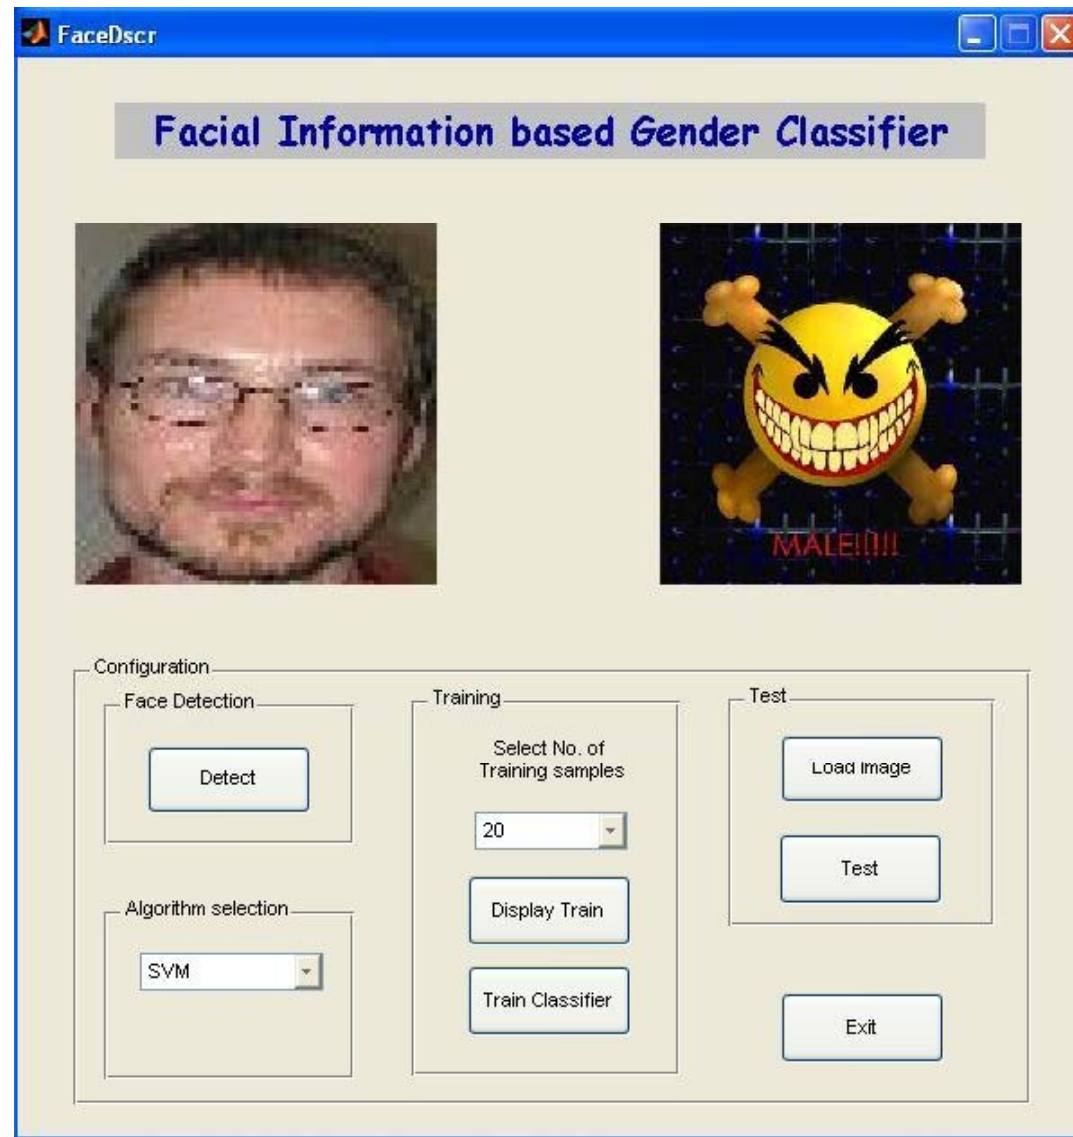 FaceDscr
Facial Information based Gender Classifier
MALE!!!!!
Configuration
Face Detection
Detect
Algorithm selection
SVM
Training
Select No. of
Training samples
20
Display Train
Train Classifier
Test
Load Image
Test
Exit